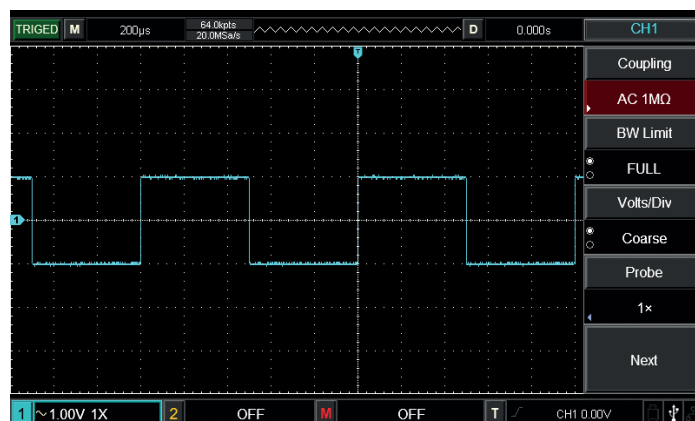 TRIGED M 200μs 64.0kpts D 0.000s CH1
20.0MSa/s
T
Coupling
AC 1MΩ
BW Limit
FULL
Volts/Div
1
Coarse
Probe
1×
Next
1 ~1.00V 1X 2 OFF M OFF T CH1 0.00V